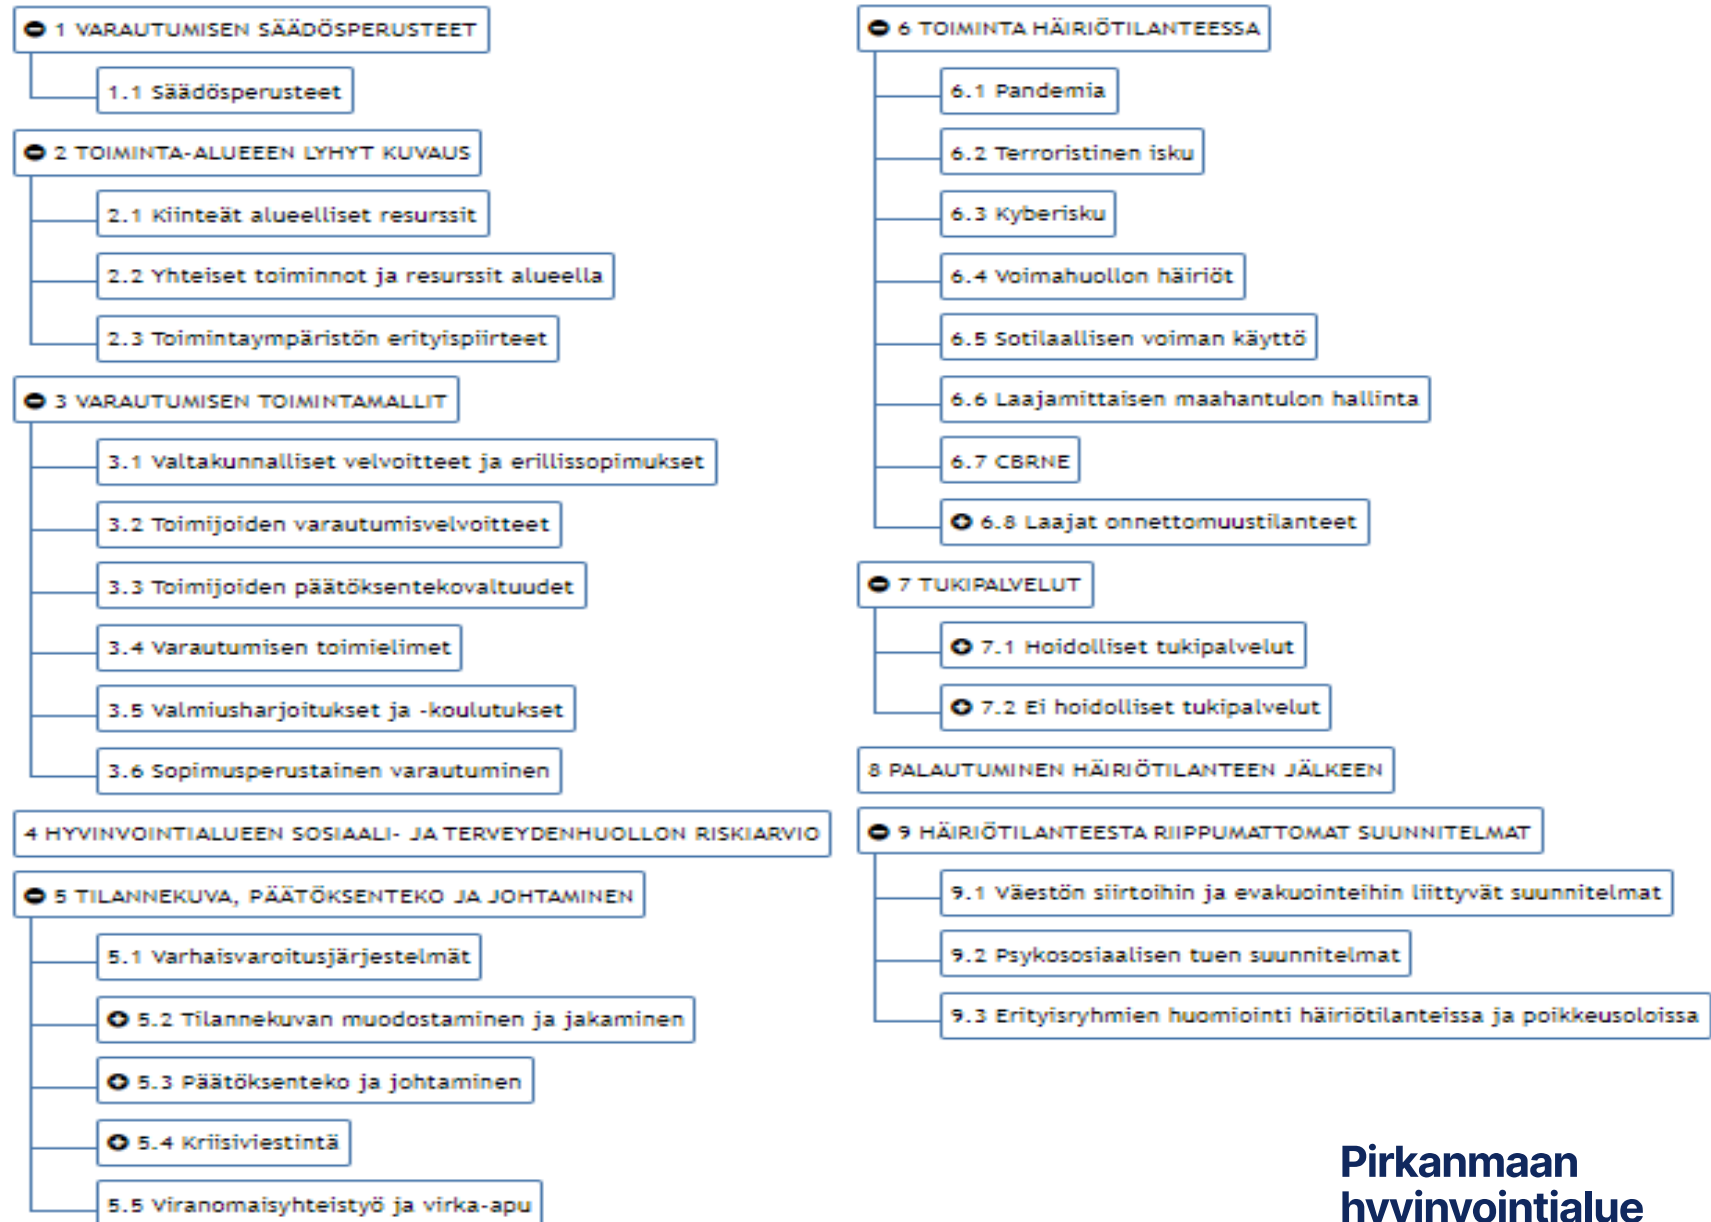 1 VARAUTUMISEN SÄÄDÖSPERUSTEET
1.1 Säädösperusteet
2 TOIMINTA-ALUEEEN LYHYT KUVAUS
2.1 Kiinteät alueelliset resurssit
2.2 Yhteiset toiminnot ja resurssit alueella
2.3 Toimintaympäristön erityispiirteet
3 VARAUTUMISEN TOIMINTAMALLIT
3.1 Valtakunnalliset velvoitteet ja erillissopimukset
3.2 Toimijoiden varautumisvelvoitteet
3.3 Toimijoiden päätöksentekovaltuudet
3.4 Varautumisen toimielimet
3.5 Valmiusharjoitukset ja -koulutukset
3.6 Sopimusperustainen varautuminen
4 HYVINVOINTIALUEEN SOSIAALI- JA TERVEYDENHUOLLON RISKIARVIO
5 TILANNEKUVA, PÄÄTÖKSENTEKO JA JOHTAMINEN
5.1 Varhaisvaroitusjärjestelmät
5.2 Tilannekuvan muodostaminen ja jakaminen
5.3 Päätöksenteko ja johtaminen
5.4 Kriisiviestintä
5.5 Viranomaisyhteistyö ja virka-apu
6 TOIMINTA HÄIRIÖTILANTEESSA
6.1 Pandemia
6.2 Terroristinen isku
6.3 Kyberisku
6.4 Voimahuollon häiriöt
6.5 Sotilaallisen voiman käyttö
6.6 Laajamittaisen maahantulon hallinta
6.7 CBRNE
6.8 Laajat onnettomuustilanteet
7 TUKIPALVELUT
7.1 Hoidolliset tukipalvelut
7.2 Ei hoidolliset tukipalvelut
8 PALAUTUMINEN HÄIRIÖTILANTEEN JÄLKEEN
9 HÄIRIÖTILANTEESTA RIIPPUMATTOMAT SUUNNITELMAT
9.1 Väestön siirtoihin ja evakuointeihin liittyvät suunnitelmat
9.2 Psykososiaalisen tuen suunnitelmat
9.3 Erityisryhmien huomiointi häiriötilanteissa ja poikkeusoloissa
Pirkanmaan
hyvinvointialue